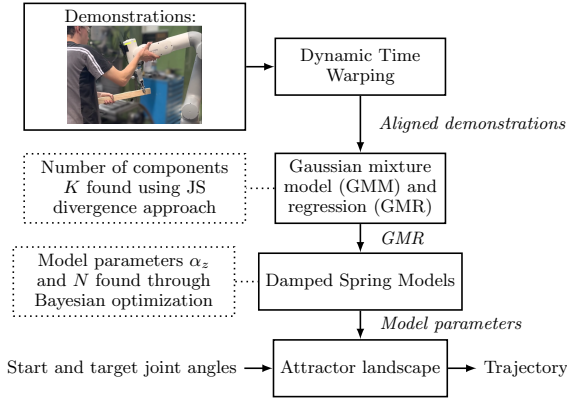 Demonstrations:
Dynamic Time
Warping
Aligned demonstrations
Number of components
K found using JS
divergence approach
Gaussian mixture
model (GMM) and
regression (GMR)
GMR
Model parameters α_z
and N found through
Bayesian optimization
Damped Spring Models
Model parameters
Start and target joint angles
Attractor landscape
Trajectory